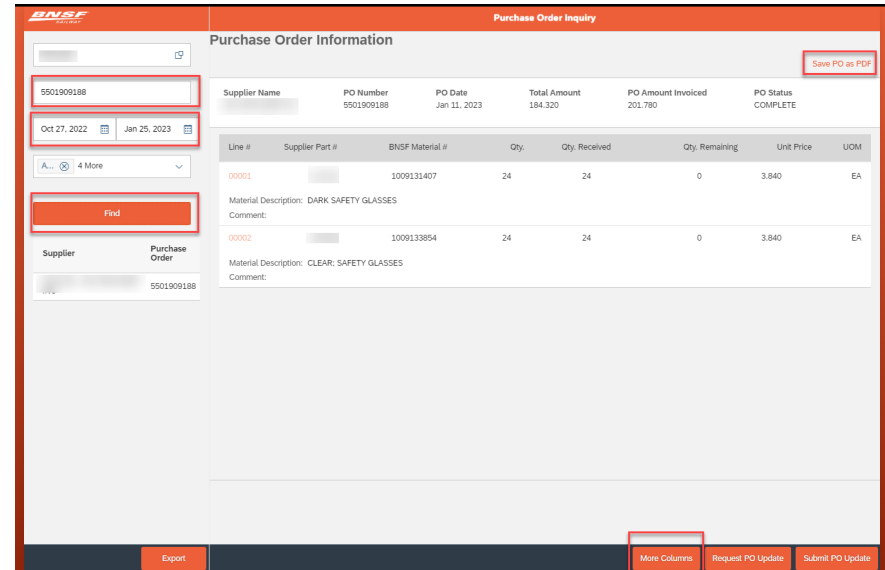 BNSF
RAILWAY
Purchase Order Inquiry
5501909188
Oct 27, 2022 Jan 25, 2023
A... 4 More
Find
Supplier Purchase Order
5501909188
Export
Purchase Order Information
Save PO as PDF
Supplier Name PO Number PO Date Total Amount PO Amount Invoiced PO Status
5501909188 Jan 11, 2023 184.320 201.780 COMPLETE
Line # Supplier Part # BNSF Material # Qty. Qty. Received Qty. Remaining Unit Price UOM
00001 1009131407 24 24 0 3.840 EA
Material Description: DARK SAFETY GLASSES
Comment:
00002 1009133854 24 24 0 3.840 EA
Material Description: CLEAR; SAFETY GLASSES
Comment:
More Columns Request PO Update Submit PO Update